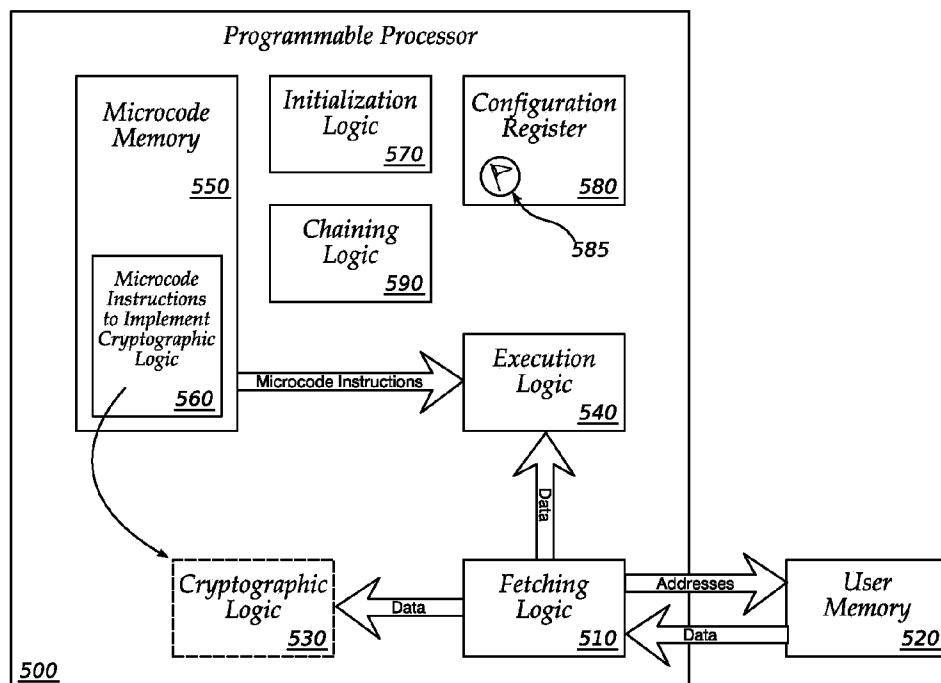 Programmable Processor
Microcode
Memory
550
Initialization
Logic
570
Configuration
Register
580
585
Chaining
Logic
590
Microcode
Instructions
to Implement
Cryptographic
Logic
560
Microcode Instructions
Execution
Logic
540
Data
Cryptographic
Logic
530
Data
Fetching
Logic
510
Addresses
Data
User
Memory
520
500